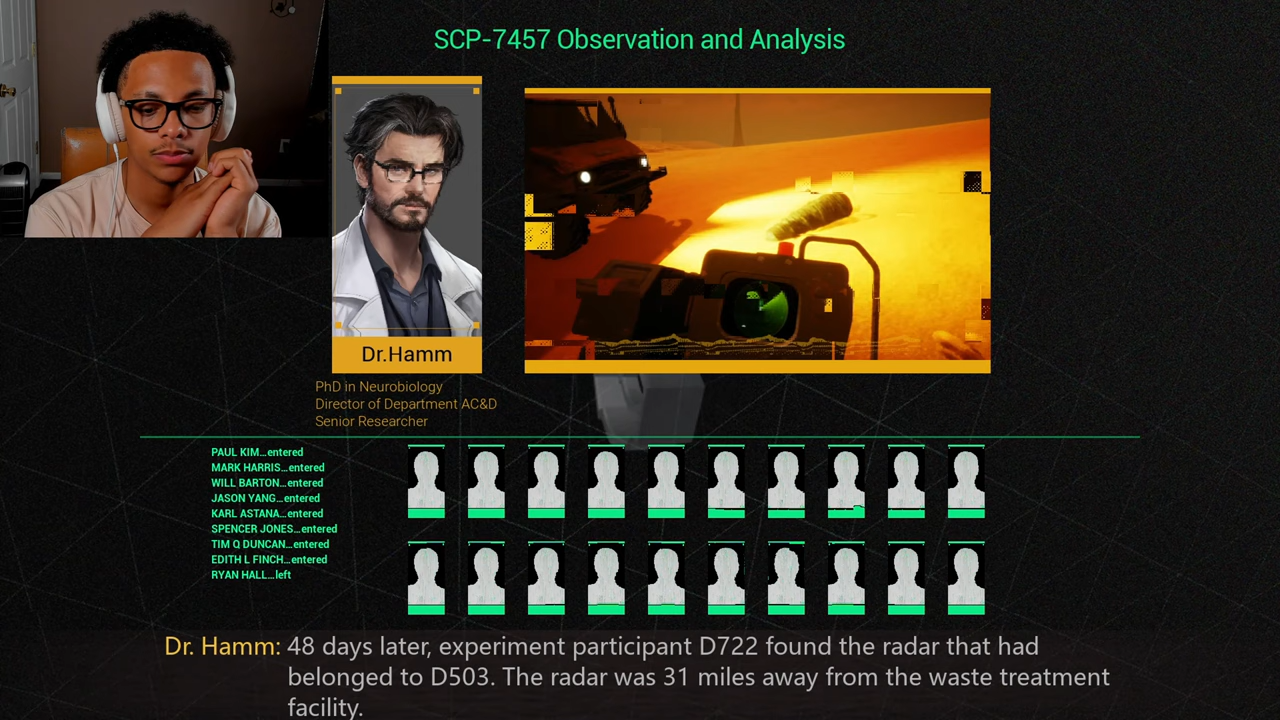 SCP-7457 Observation and Analysis
Dr.Hamm
PhD in Neurobiology
Director of Department AC&D
Senior Researcher
PAUL KIM...entered
MARK HARRIS...entered
WILL BARTON...entered
JASON YANG...entered
KARL ASTANA...entered
SPENCER JONES...entered
TIM Q DUNCAN...entered
EDITH L FINCH...entered
RYAN HALL...left
Dr. Hamm: 48 days later, experiment participant D722 found the radar that had
belonged to D503. The radar was 31 miles away from the waste treatment
facility.